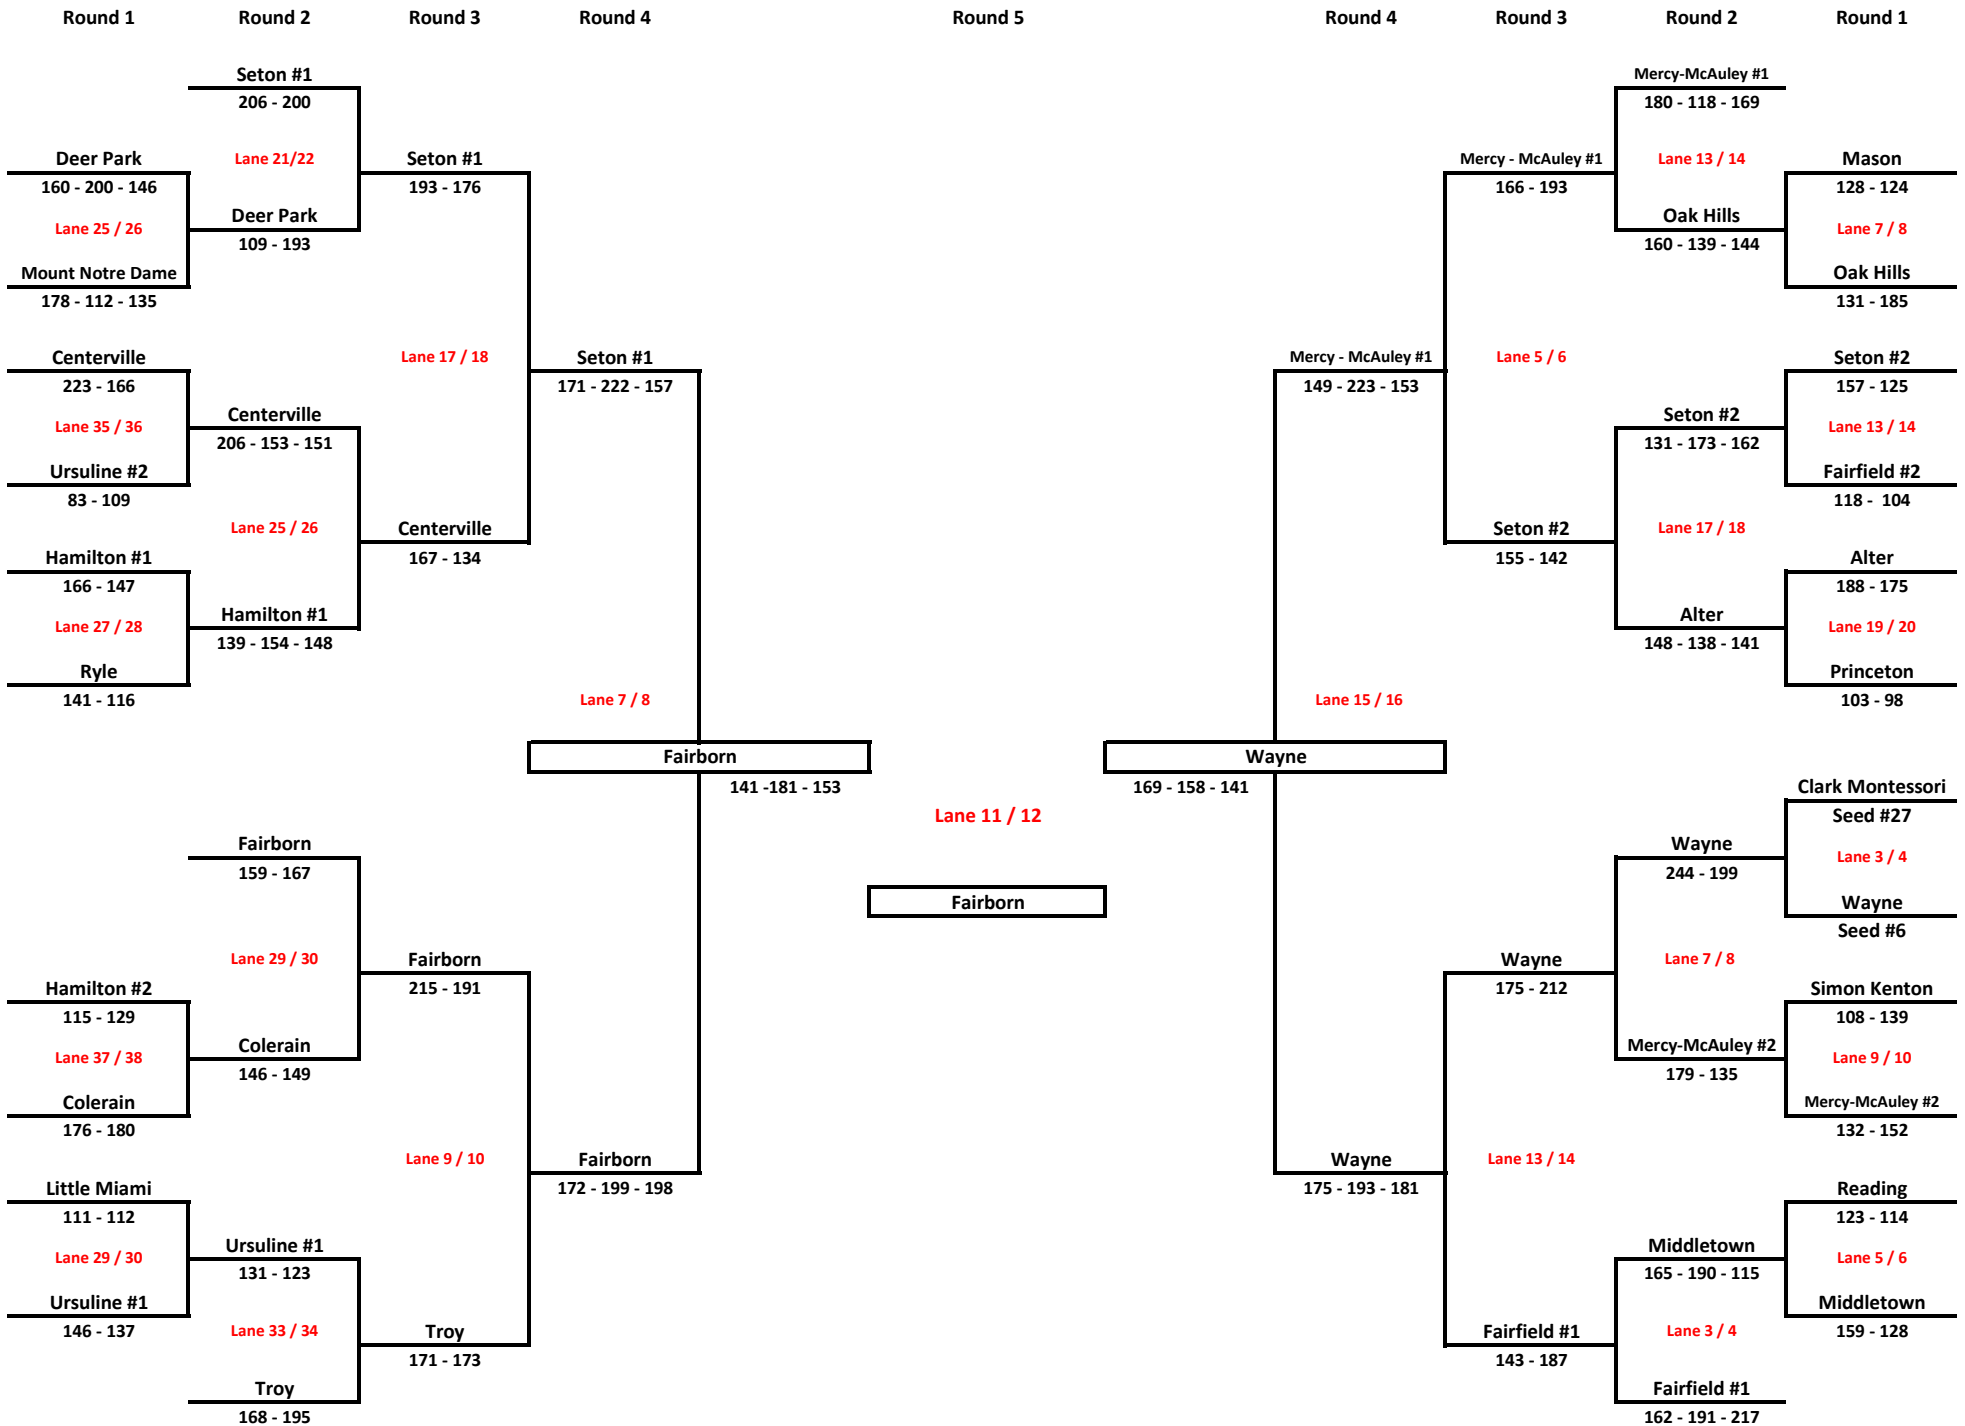 Round 1 Round 2 Round 3 Round 4 Round 5 Round 4 Round 3 Round 2 Round 1
Seton #1 Mercy-McAuley #1
206 - 200 180 - 118 - 169
Deer Park Lane 21/22 Seton #1 Mercy - McAuley #1 Lane 13 / 14 Mason
160 - 200 - 146 193 - 176 166 - 193 128 - 124
Lane 25 / 26 Deer Park Oak Hills Lane 7 / 8
109 - 193 160 - 139 - 144
Mount Notre Dame Oak Hills
178 - 112 - 135 131 - 185
Centerville Lane 17 / 18 Seton #1 Mercy - McAuley #1 Lane 5 / 6 Seton #2
223 - 166 171 - 222 - 157 149 - 223 - 153 157 - 125
Lane 35 / 36 Centerville Seton #2 Lane 13 / 14
206 - 153 - 151 131 - 173 - 162
Ursuline #2 Fairfield #2
83 - 109 118 - 104
Lane 25 / 26 Centerville Seton #2 Lane 17 / 18
Hamilton #1 167 - 134 155 - 142 Alter
166 - 147 188 - 175
Lane 27 / 28 Hamilton #1 Alter Lane 19 / 20
139 - 154 - 148 148 - 138 - 141
Ryle Princeton
141 - 116 Lane 7 / 8 Lane 15 / 16 103 - 98
Fairborn Wayne
141 -181 - 153 169 - 158 - 141 Clark Montessori
Lane 11 / 12 Seed #27
Fairborn Wayne Lane 3 / 4
159 - 167 244 - 199
Fairborn Wayne
Seed #6
Lane 29 / 30 Fairborn Wayne Lane 7 / 8
Hamilton #2 215 - 191 175 - 212 Simon Kenton
115 - 129 108 - 139
Lane 37 / 38 Colerain Mercy-McAuley #2 Lane 9 / 10
146 - 149 179 - 135
Colerain Mercy-McAuley #2
176 - 180 132 - 152
Lane 9 / 10 Fairborn Wayne Lane 13 / 14
Little Miami 172 - 199 - 198 175 - 193 - 181 Reading
111 - 112 123 - 114
Lane 29 / 30 Ursuline #1 Middletown Lane 5 / 6
131 - 123 165 - 190 - 115
Ursuline #1 Middletown
146 - 137 Lane 33 / 34 Troy Fairfield #1 Lane 3 / 4 159 - 128
171 - 173 143 - 187
Troy Fairfield #1
168 - 195 162 - 191 - 217